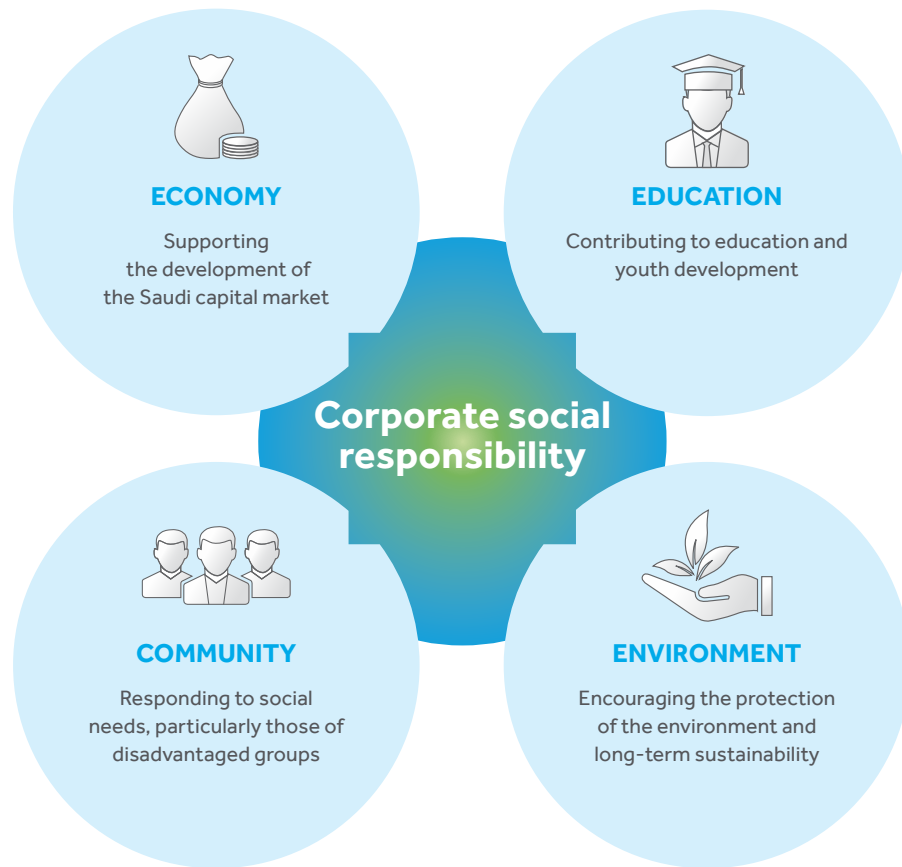 ECONOMY
Supporting
the development of
the Saudi capital market
EDUCATION
Contributing to education and
youth development
Corporate social
responsibility
COMMUNITY
Responding to social
needs, particularly those of
disadvantaged groups
ENVIRONMENT
Encouraging the protection
of the environment and
long-term sustainability